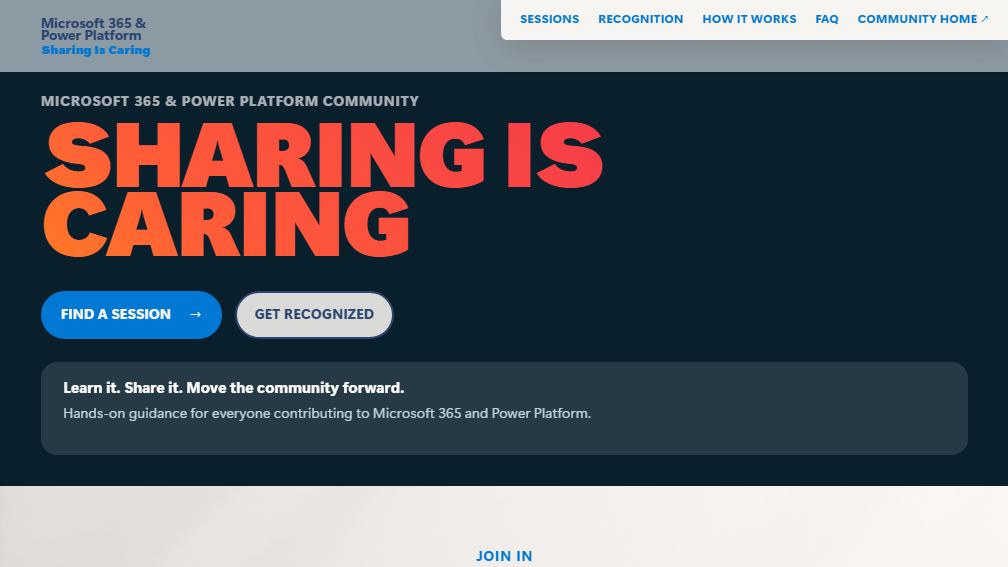 Microsoft 365 &
Power Platform
Sharing Is Caring
SESSIONS RECOGNITION HOW IT WORKS FAQ COMMUNITY HOME ↗
MICROSOFT 365 & POWER PLATFORM COMMUNITY
SHARING IS
CARING
FIND A SESSION →
GET RECOGNIZED
Learn it. Share it. Move the community forward.
Hands-on guidance for everyone contributing to Microsoft 365 and Power Platform.
JOIN IN